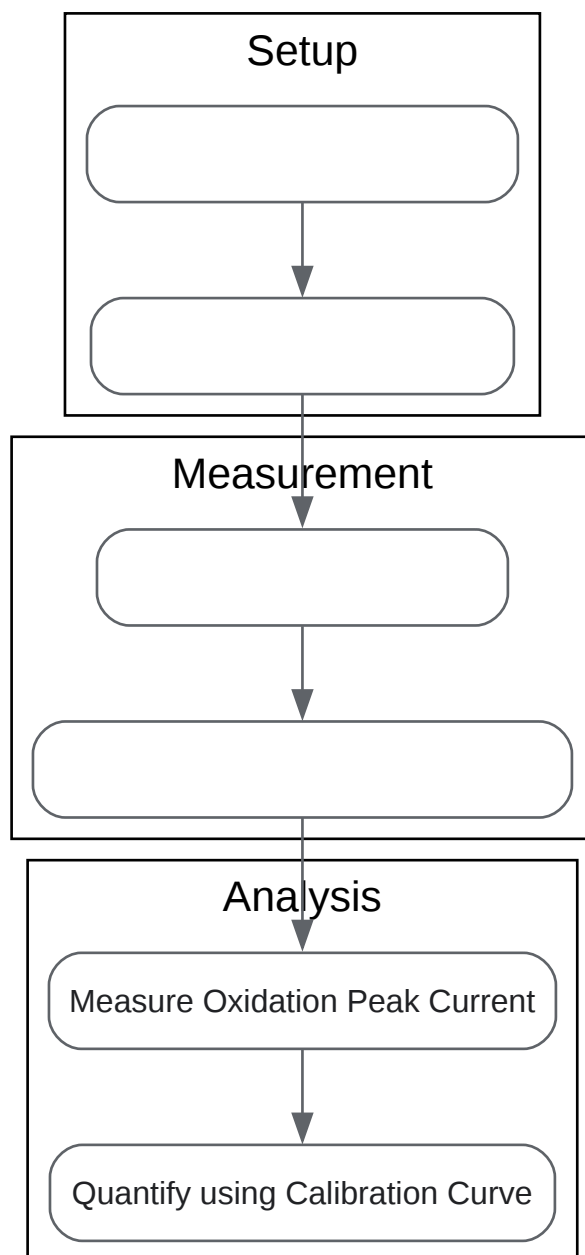 Setup
Measurement
Analysis
Measure Oxidation Peak Current
Quantify using Calibration Curve